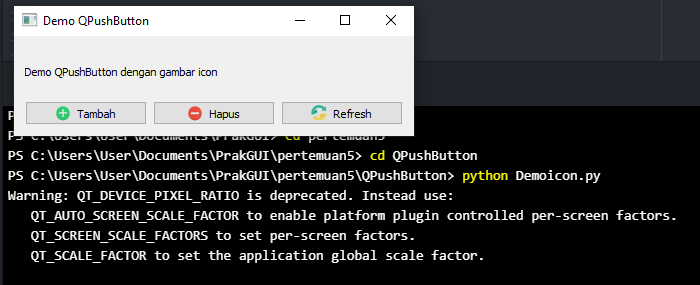 Demo QPushButton
Demo QPushButton dengan gambar icon
Tambah
Hapus
Refresh
PS C:\Users\User\Documents\PrakGUI> cd pertemuan5
PS C:\Users\User\Documents\PrakGUI\pertemuan5> cd QPushButton
PS C:\Users\User\Documents\PrakGUI\pertemuan5\QPushButton> python Demoicon.py
Warning: QT_DEVICE_PIXEL_RATIO is deprecated. Instead use:
QT_AUTO_SCREEN_SCALE_FACTOR to enable platform plugin controlled per-screen factors.
QT_SCREEN_SCALE_FACTORS to set per-screen factors.
QT_SCALE_FACTOR to set the application global scale factor.